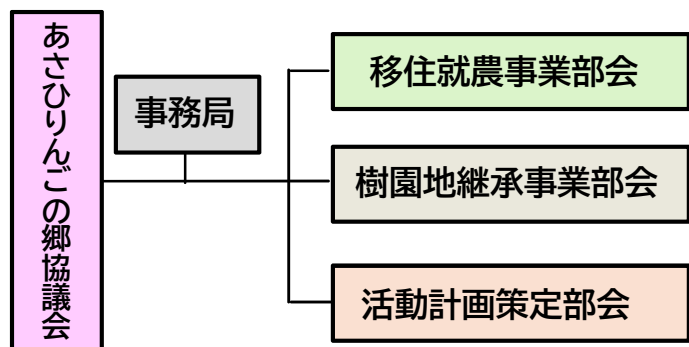 あさひりんごの郷協議会
事務局
移住就農事業部会
樹園地継承事業部会
活動計画策定部会